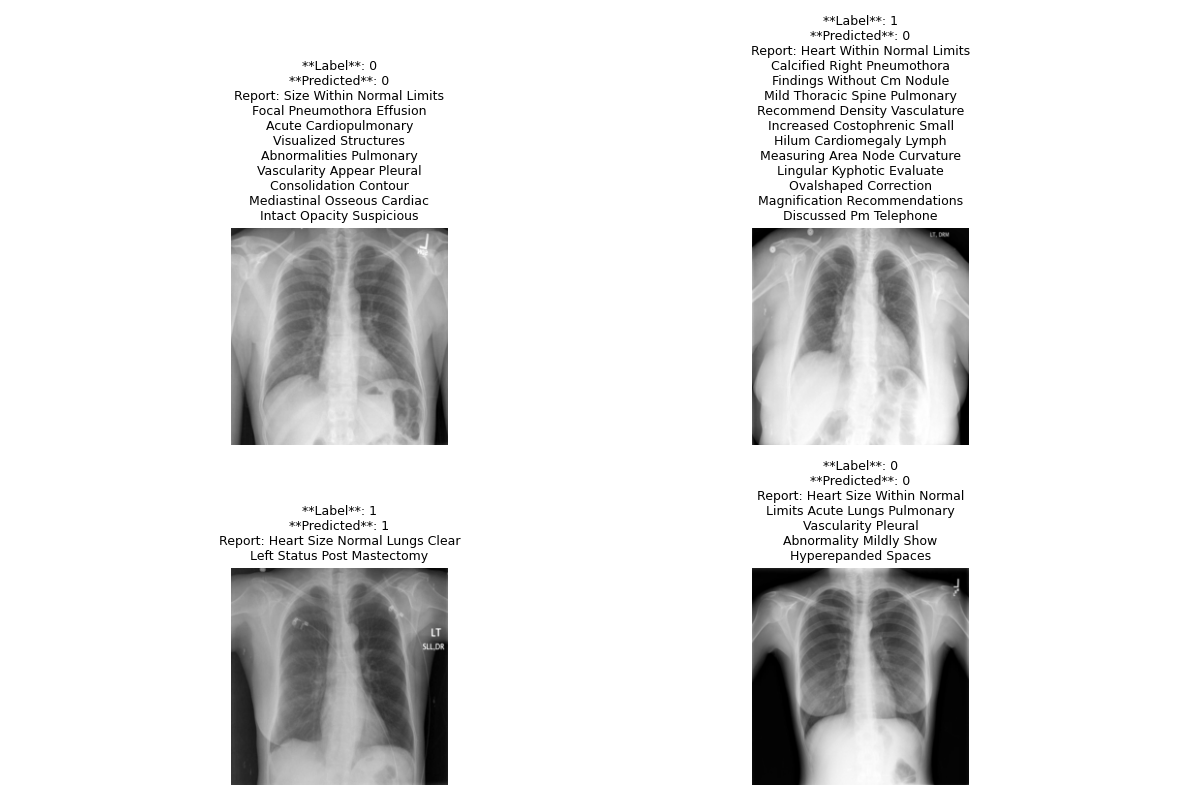 **Label**: 0
**Predicted**: 0
Report: Size Within Normal Limits
Focal Pneumothora Effusion
Acute Cardiopulmonary
Visualized Structures
Abnormalities Pulmonary
Vascularity Appear Pleural
Consolidation Contour
Mediastinal Osseous Cardiac
Intact Opacity Suspicious
L
**Label**: 1
**Predicted**: 0
Report: Heart Within Normal Limits
Calcified Right Pneumothora
Findings Without Cm Nodule
Mild Thoracic Spine Pulmonary
Recommend Density Vasculature
Increased Costophrenic Small
Hilum Cardiomegaly Lymph
Measuring Area Node Curvature
Lingular Kyphotic Evaluate
Ovalshaped Correction
Magnification Recommendations
Discussed Pm Telephone
LT, DRW
**Label**: 1
**Predicted**: 1
Report: Heart Size Normal Lungs Clear
Left Status Post Mastectomy
LT
SLL,DR
**Label**: 0
**Predicted**: 0
Report: Heart Size Within Normal
Limits Acute Lungs Pulmonary
Vascularity Pleural
Abnormality Mildly Show
Hyperepanded Spaces